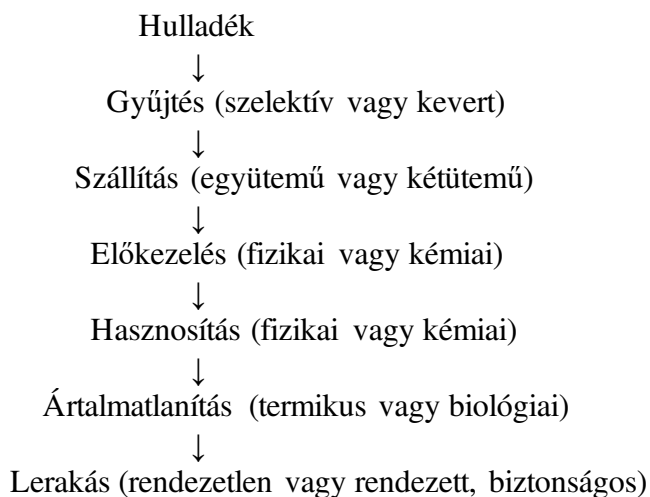 Hulladék
↓
Gyűjtés (szelektív vagy kevert)
↓
Szállítás (együtemű vagy kétütemű)
↓
Előkezelés (fizikai vagy kémiai)
↓
Hasznosítás (fizikai vagy kémiai)
↓
Ártalmatlanítás (termikus vagy biológiai)
↓
Lerakás (rendezetlen vagy rendezett, biztonságos)